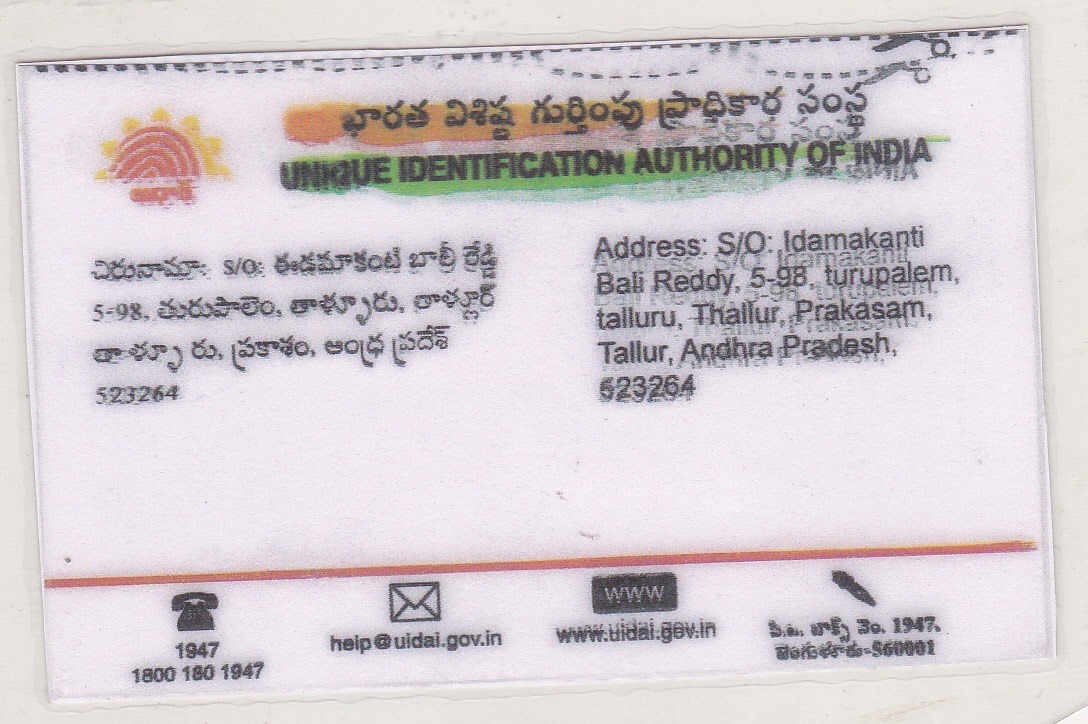 భారత విశిష్ట గుర్తింపు ప్రాధికార సంస్థ
UNIQUE IDENTIFICATION AUTHORITY OF INDIA
ఆధార్
చిరునామా: S/O: ఈడమాకంటి బాలి రెడ్డి
5-98, తురుపాలెం, తాళ్ళూరు, తాళ్లూర్
తాళ్ళూ రు, ప్రకాశం, ఆంధ్ర ప్రదేశ్
523264
Address: S/O: Idamakanti
Bali Reddy, 5-98, turupalem,
talluru, Thallur, Prakasam,
Tallur, Andhra Pradesh,
523264
1947
1800 180 1947
help@uidai.gov.in
www
www.uidai.gov.in
పి.ఒ. బాక్స్ నెం. 1947,
బెంగుళూరు-560001